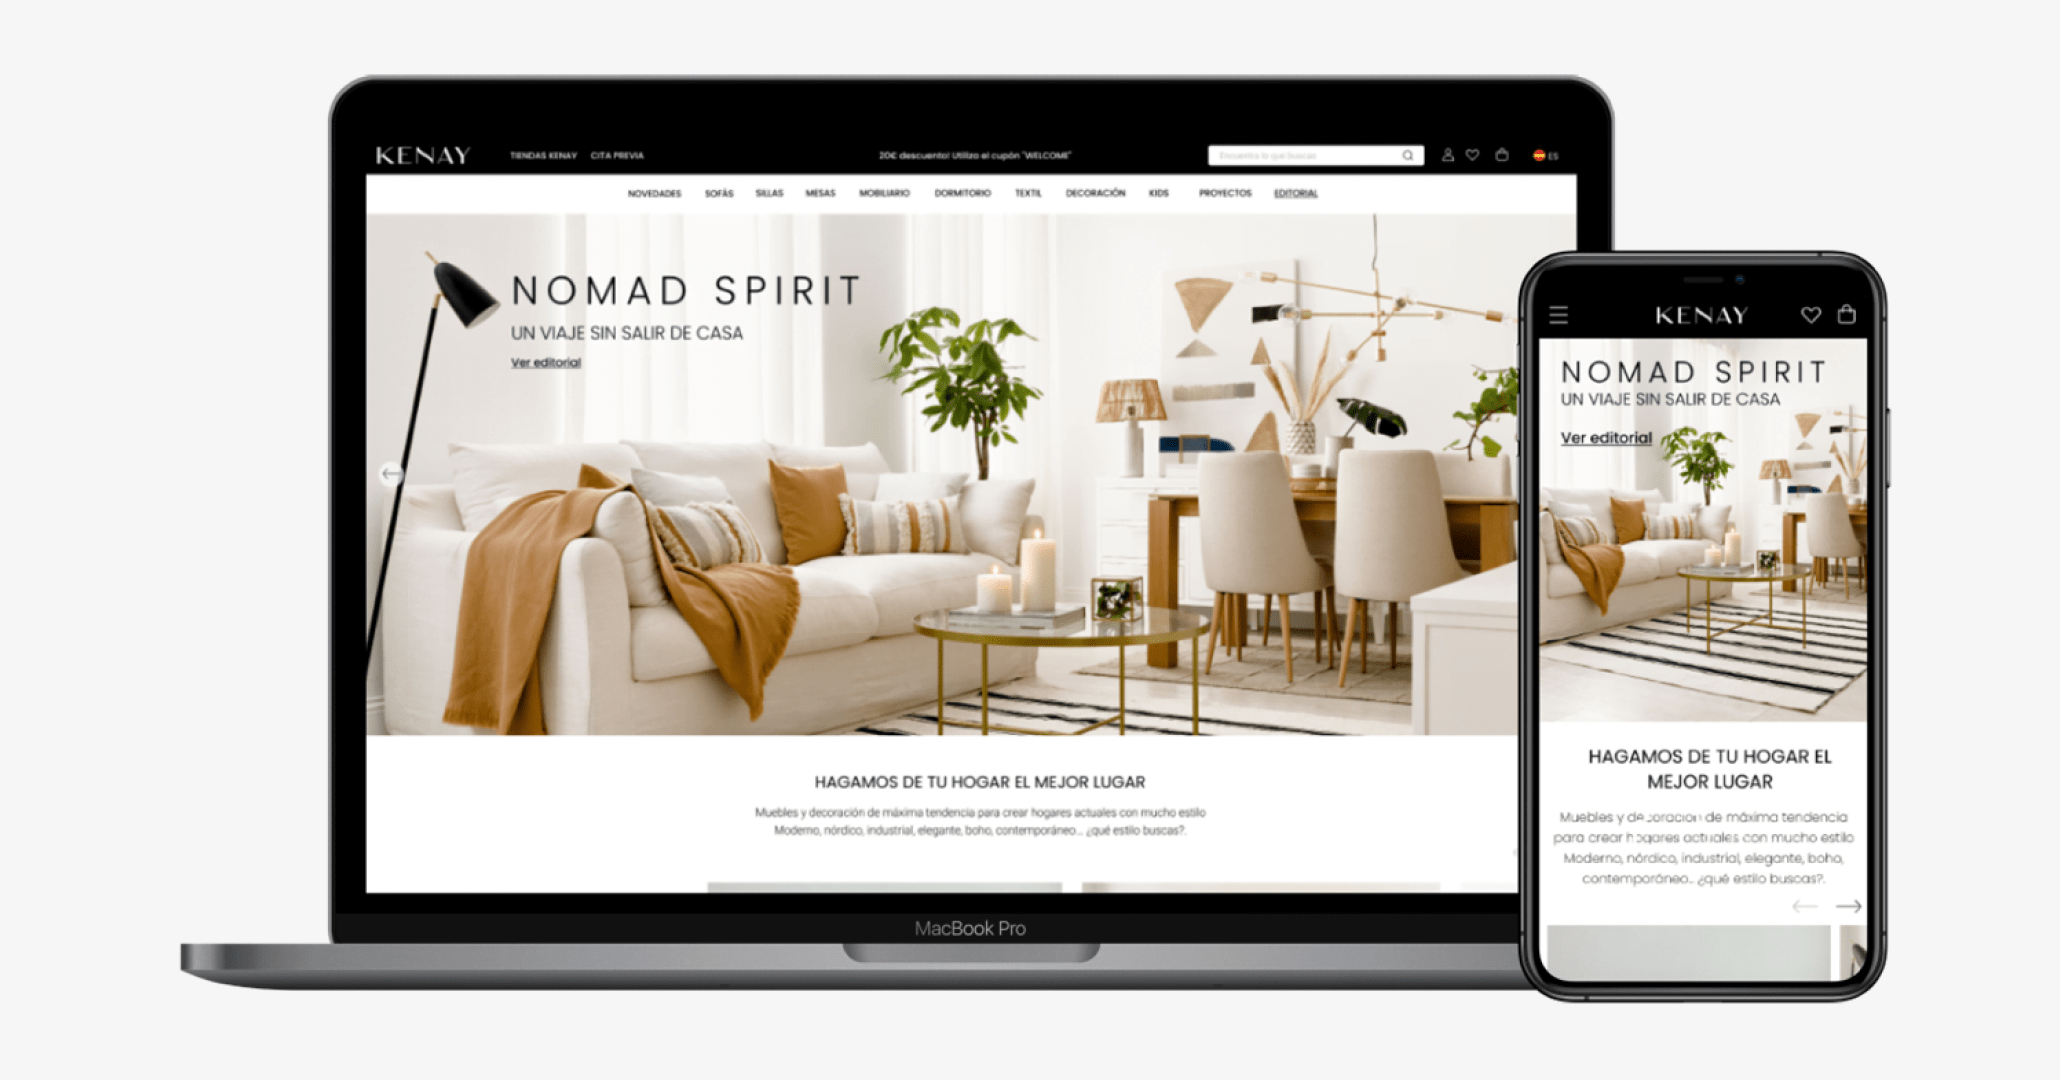 KENAY
TIENDAS KENAY CITA PREVIA
20€ descuento! Utiliza el cupón "WELCOME"
Encuentra lo que buscas
ES
NOVEDADES SOFÁS SILLAS MESAS MOBILIARIO DORMITORIO TEXTIL DECORACIÓN KIDS PROYECTOS EDITORIAL
NOMAD SPIRIT
UN VIAJE SIN SALIR DE CASA
Ver editorial
HAGAMOS DE TU HOGAR EL MEJOR LUGAR
Muebles y decoración de máxima tendencia para crear hogares actuales con mucho estilo
Moderno, nórdico, industrial, elegante, boho, contemporáneo... ¿qué estilo buscas?.
MacBook Pro
KENAY
NOMAD SPIRIT
UN VIAJE SIN SALIR DE CASA
Ver editorial
HAGAMOS DE TU HOGAR EL
MEJOR LUGAR
Muebles y decoración de máxima tendencia
para crear hogares actuales con mucho estilo
Moderno, nórdico, industrial, elegante, boho,
contemporáneo... ¿qué estilo buscas?.